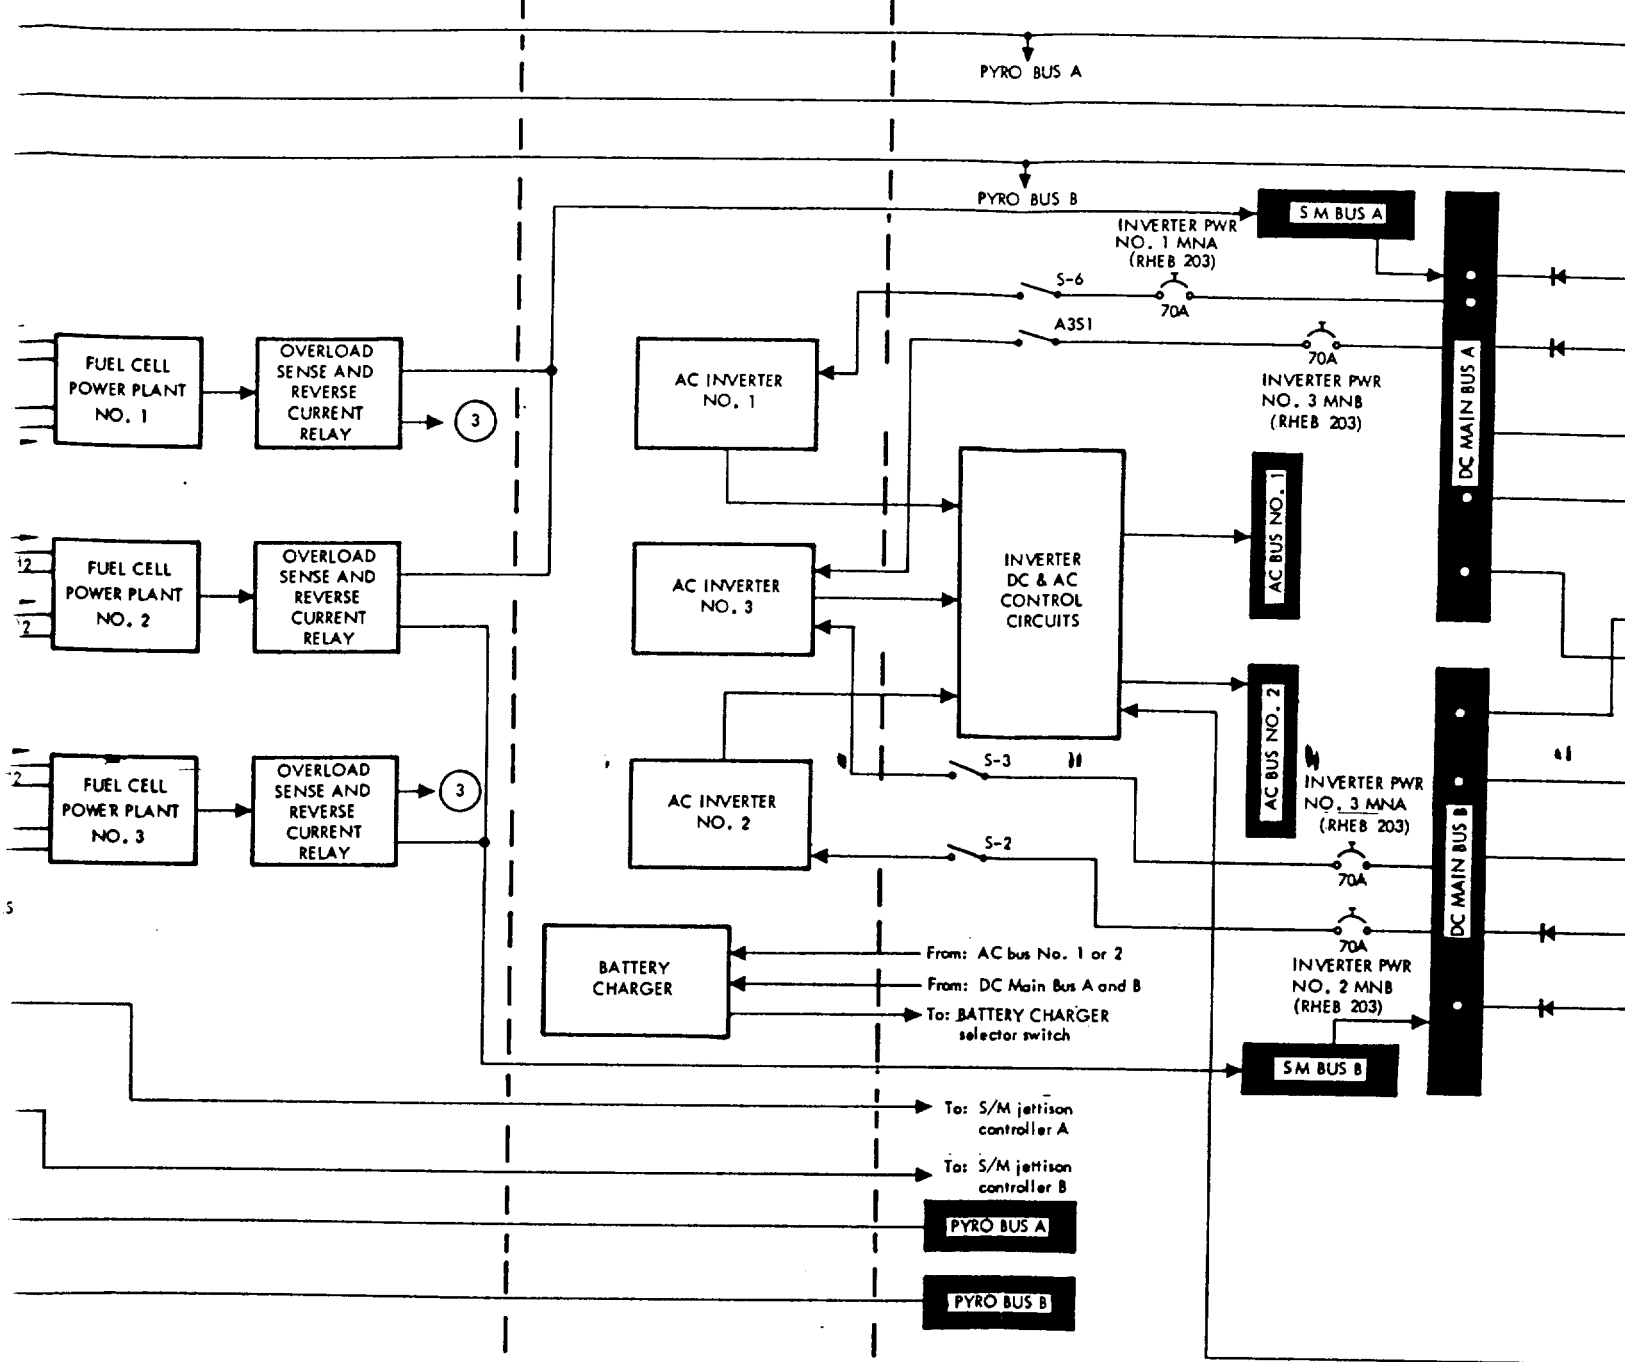 PYRO BUS A
PYRO BUS B
S M BUS A
INVERTER PWR
NO. 1 MNA
(RHEB 203)
S-6
70A
A3S1
70A
INVERTER PWR
NO. 3 MNB
(RHEB 203)
DC MAIN BUS A
FUEL CELL
POWER PLANT
NO. 1
OVERLOAD
SENSE AND
REVERSE
CURRENT
RELAY
3
AC INVERTER
NO. 1
FUEL CELL
POWER PLANT
NO. 2
OVERLOAD
SENSE AND
REVERSE
CURRENT
RELAY
AC INVERTER
NO. 3
INVERTER
DC & AC
CONTROL
CIRCUITS
AC BUS NO. 1
AC BUS NO. 2
FUEL CELL
POWER PLANT
NO. 3
OVERLOAD
SENSE AND
REVERSE
CURRENT
RELAY
3
AC INVERTER
NO. 2
S-3
S-2
INVERTER PWR
NO. 3 MNA
(RHEB 203)
70A
70A
INVERTER PWR
NO. 2 MNB
(RHEB 203)
DC MAIN BUS B
BATTERY
CHARGER
From: AC bus No. 1 or 2
From: DC Main Bus A and B
To: BATTERY CHARGER
selector switch
S M BUS B
To: S/M jettison
controller A
To: S/M jettison
controller B
PYRO BUS A
PYRO BUS B